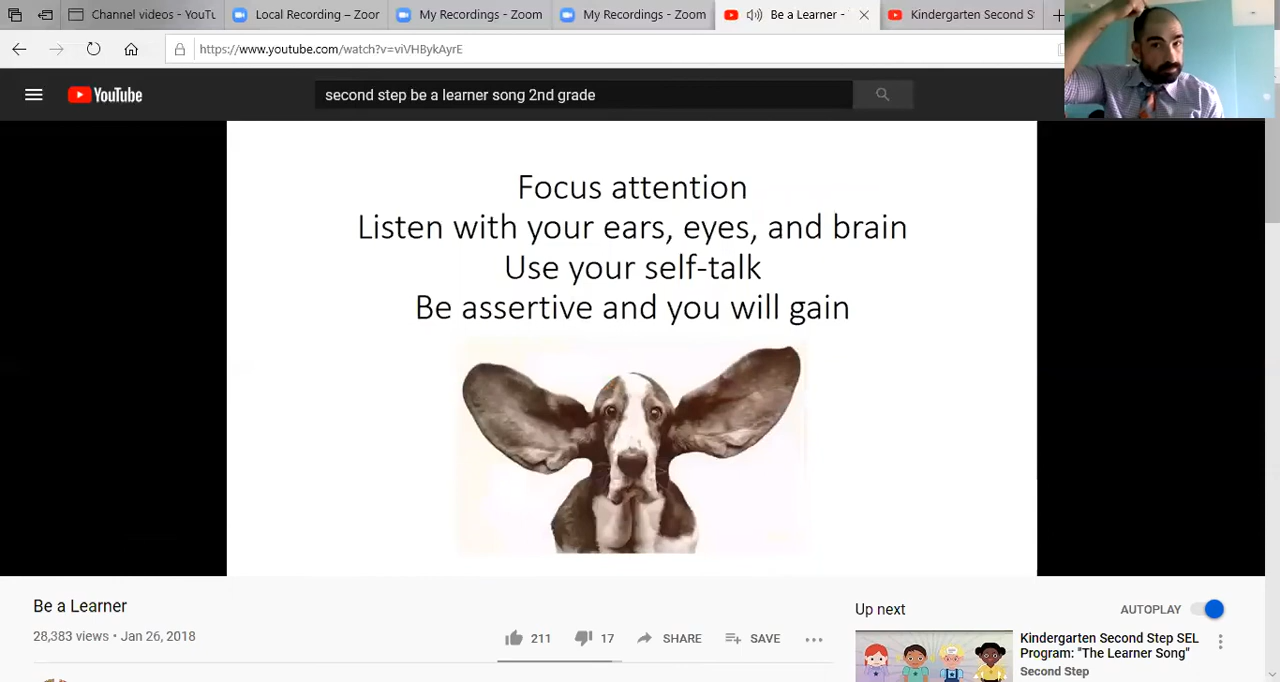 Channel videos - YouTu
Local Recording – Zoor
My Recordings - Zoom
My Recordings - Zoom
Be a Learner -
Kindergarten Second S
https://www.youtube.com/watch?v=viVHBykAyrE
YouTube
second step be a learner song 2nd grade
Focus attention
Listen with your ears, eyes, and brain
Use your self-talk
Be assertive and you will gain
Be a Learner
28,383 views • Jan 26, 2018
211
17
SHARE
SAVE
Up next
AUTOPLAY
Kindergarten Second Step SEL
Program: "The Learner Song"
Second Step